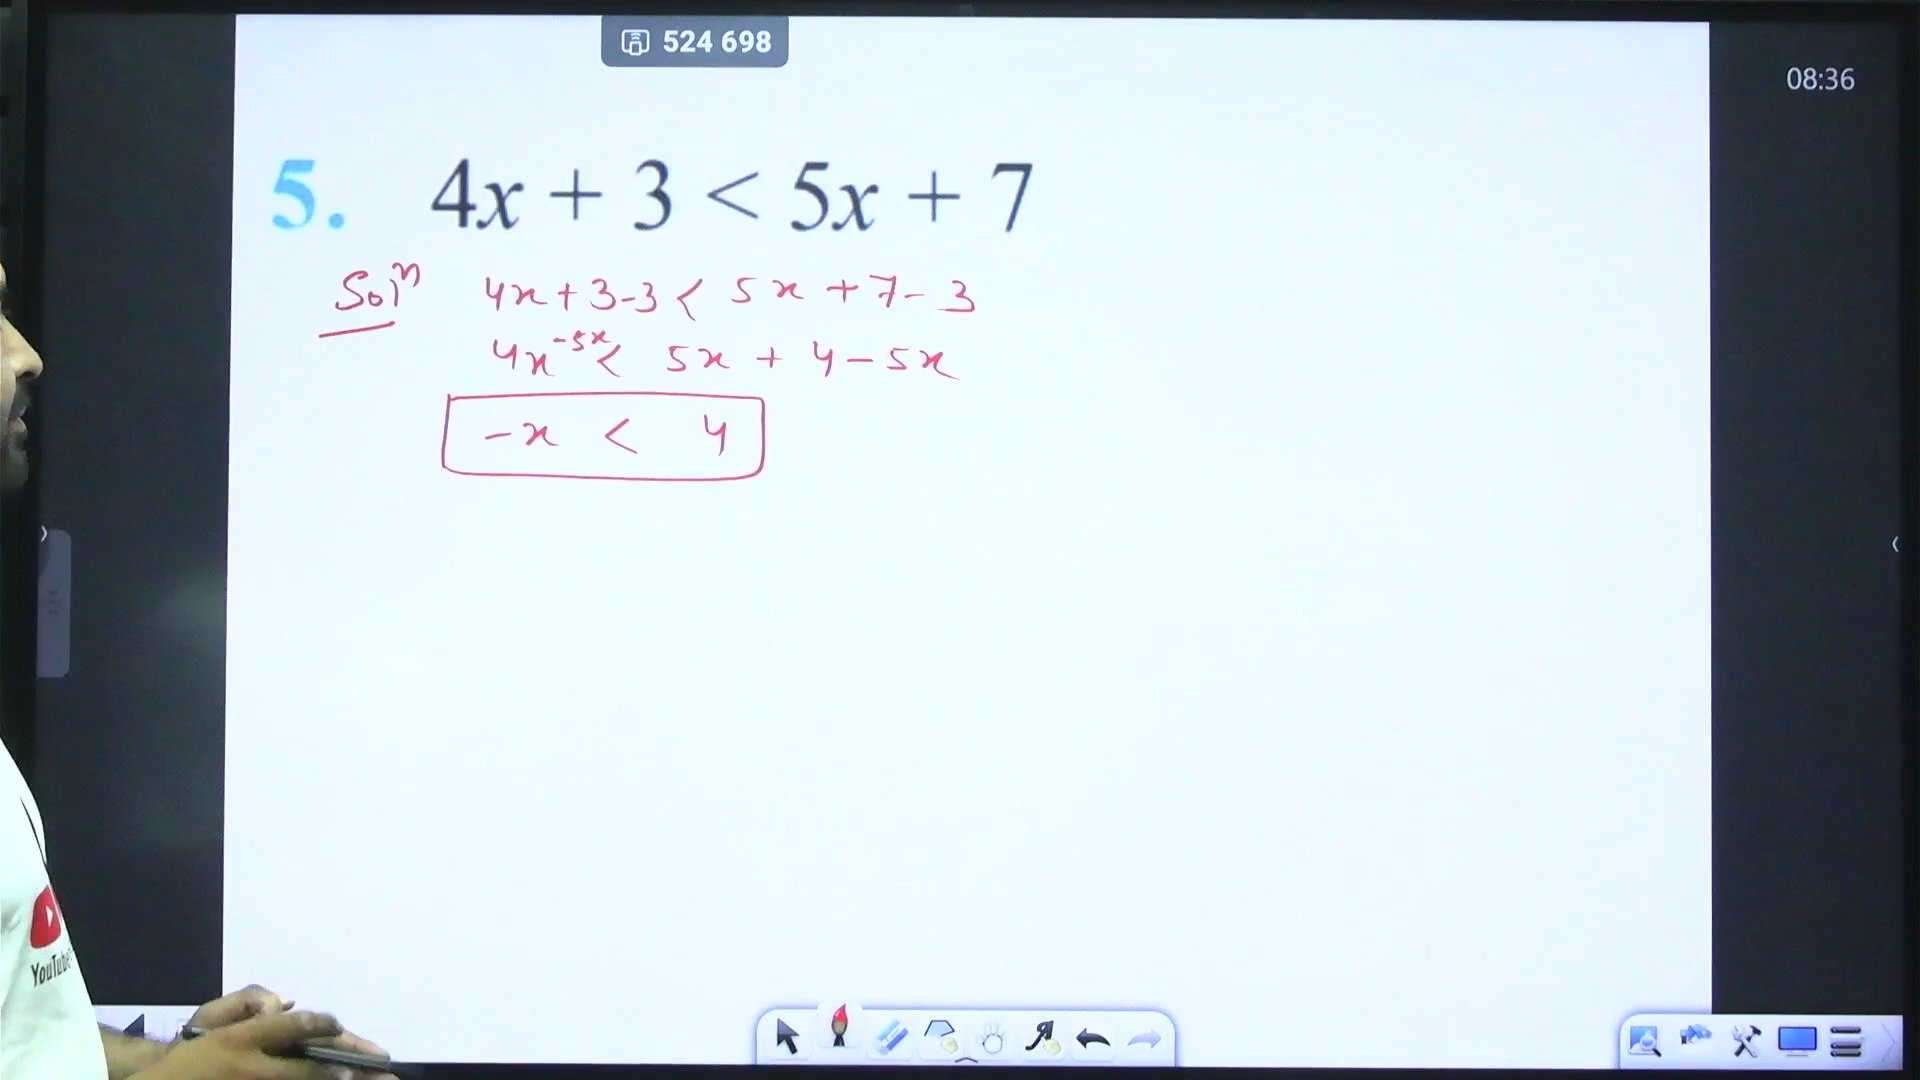 524 698
08:36
5. 4x + 3 < 5x + 7
Solⁿ 4x + 3 - 3 < 5x + 7 - 3
4x - 5x < 5x + 4 - 5x
-x < 4
YouTube